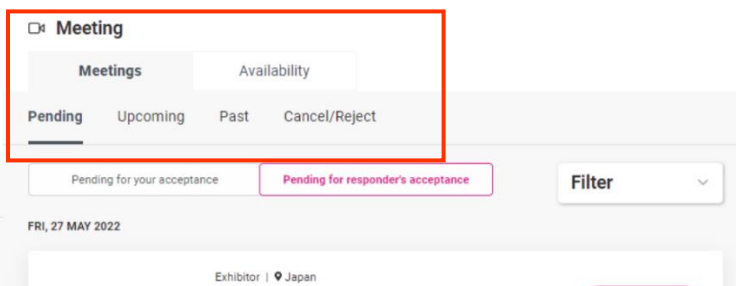 Meeting
Meetings Availability
Pending Upcoming Past Cancel/Reject
Pending for your acceptance Pending for responder's acceptance Filter
FRI, 27 MAY 2022
Exhibitor | Japan